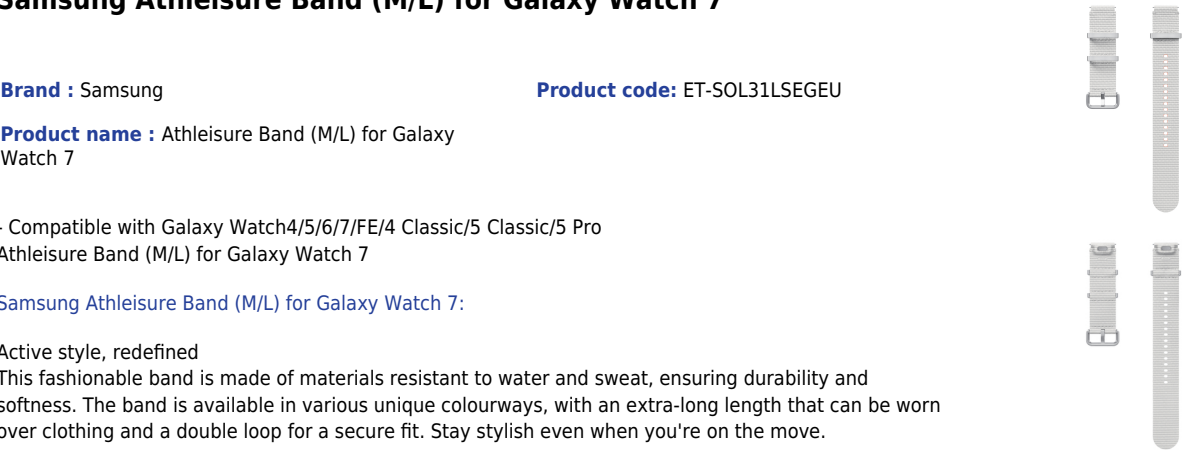 Samsung Athleisure Band (M/L) for Galaxy Watch 7
Brand : Samsung
Product code: ET-SOL31LSEGEU
Product name : Athleisure Band (M/L) for Galaxy
Watch 7
- Compatible with Galaxy Watch4/5/6/7/FE/4 Classic/5 Classic/5 Pro
Athleisure Band (M/L) for Galaxy Watch 7
Samsung Athleisure Band (M/L) for Galaxy Watch 7:
Active style, redefined
This fashionable band is made of materials resistant to water and sweat, ensuring durability and
softness. The band is available in various unique colourways, with an extra-long length that can be worn
over clothing and a double loop for a secure fit. Stay stylish even when you're on the move.